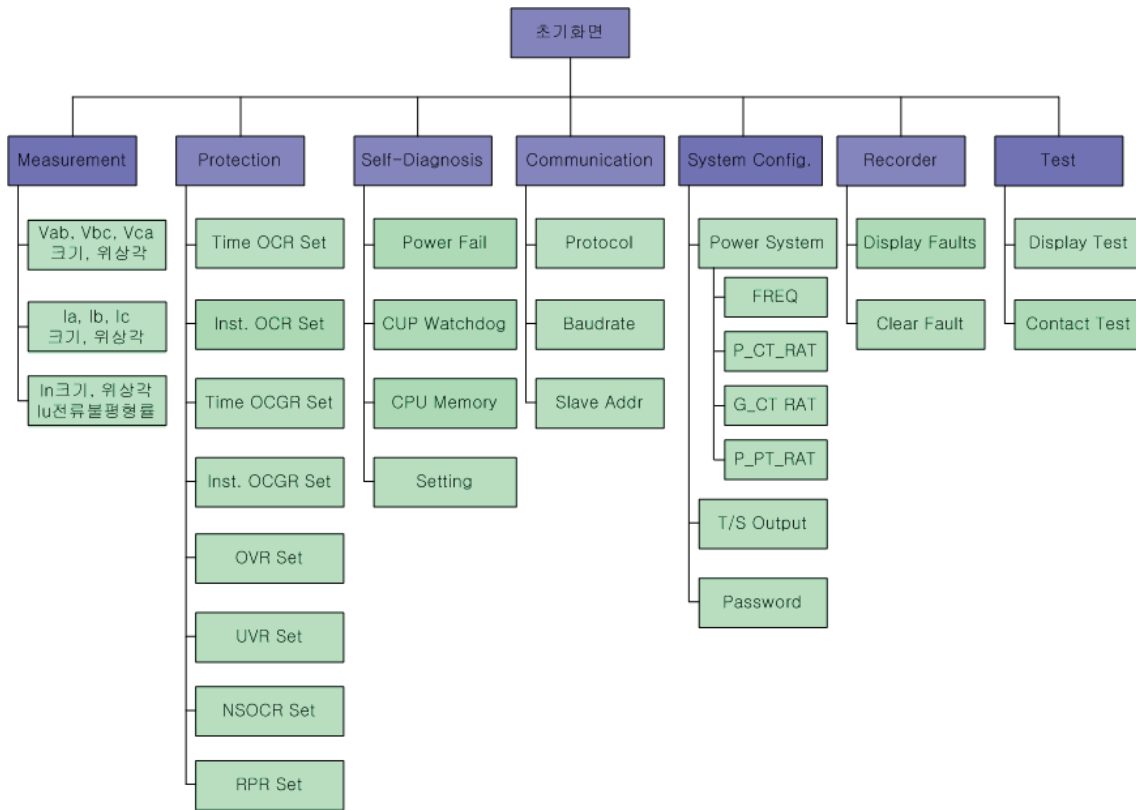 초기화면
Measurement
Vab, Vbc, Vca
크기, 위상각
Ia, Ib, Ic
크기, 위상각
In크기, 위상각
Iu전류불평형률
Protection
Time OCR Set
Inst. OCR Set
Time OCGR Set
Inst. OCGR Set
OVR Set
UVR Set
NSOCR Set
RPR Set
Self-Diagnosis
Power Fail
CUP Watchdog
CPU Memory
Setting
Communication
Protocol
Baudrate
Slave Addr
System Config.
Power System
FREQ
P_CT_RAT
G_CT RAT
P_PT_RAT
T/S Output
Password
Recorder
Display Faults
Clear Fault
Test
Display Test
Contact Test